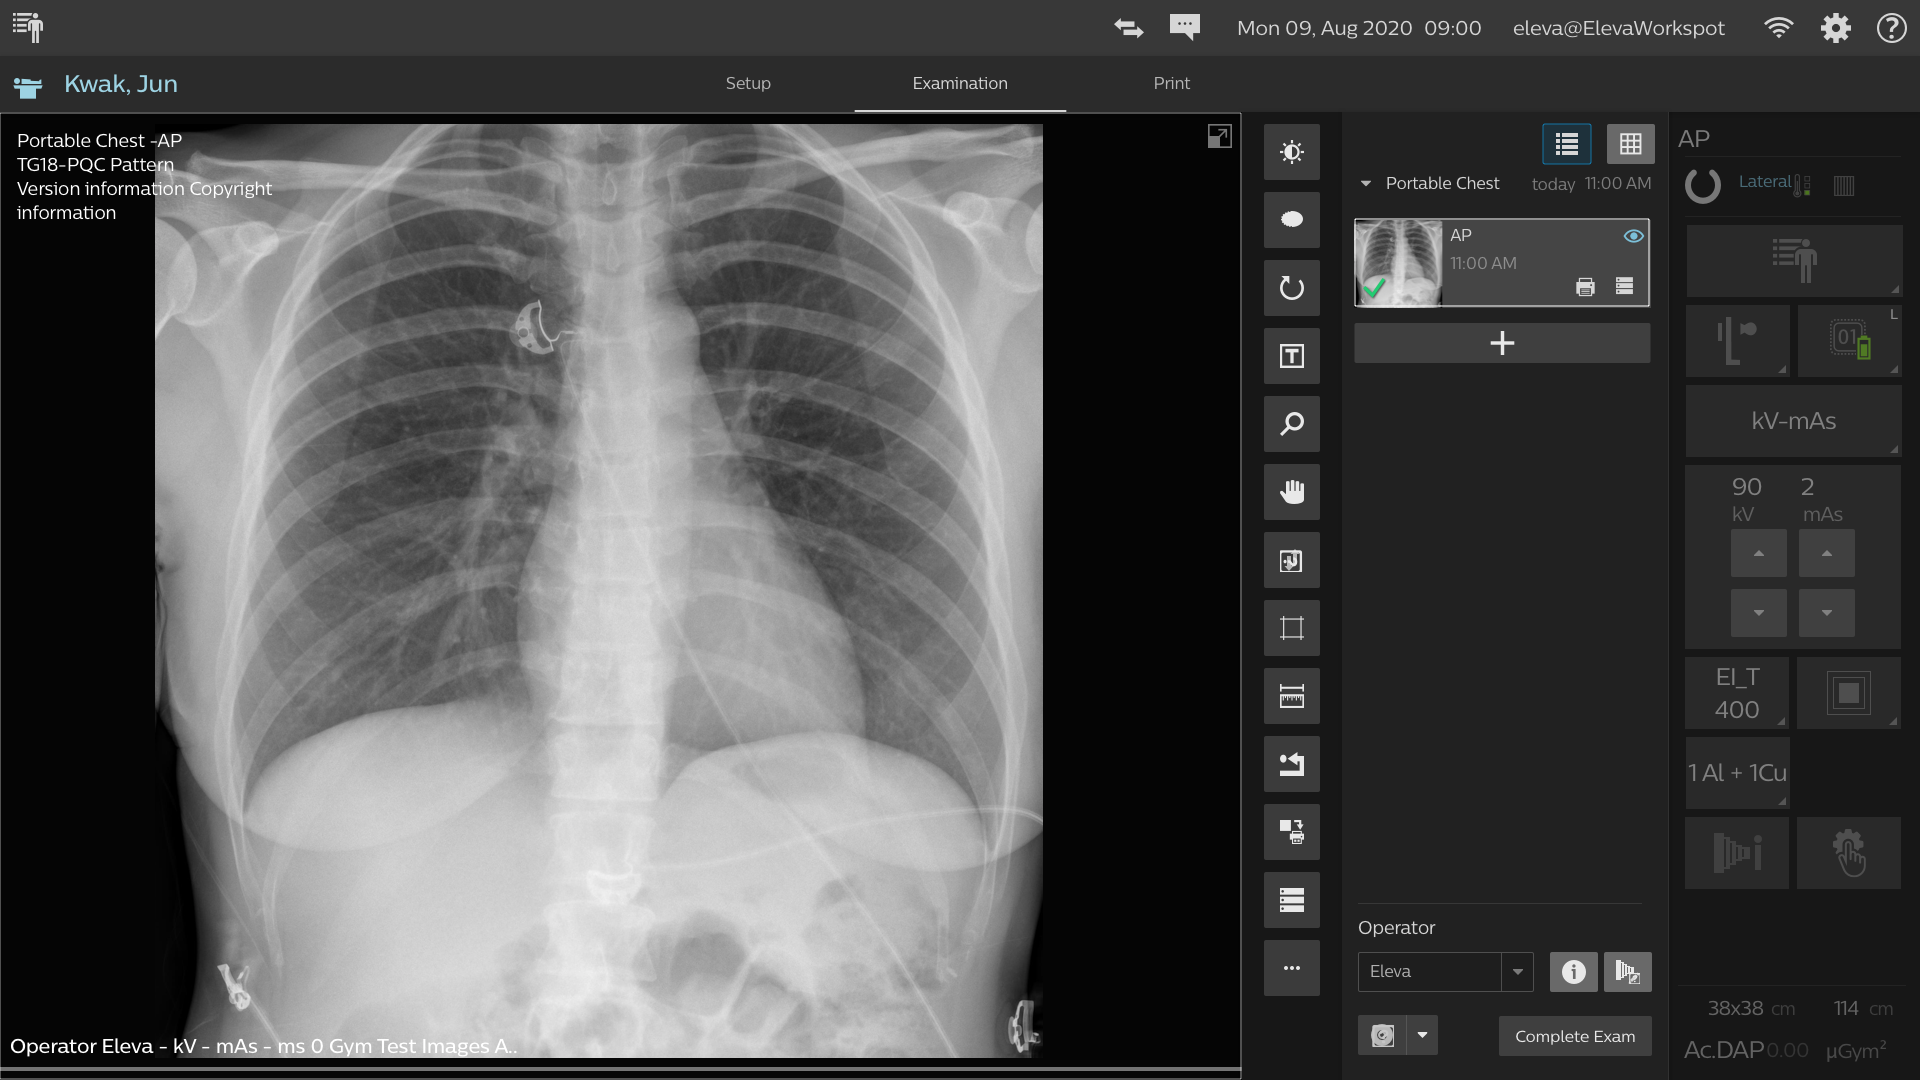 Mon 09, Aug 2020 09:00 eleva@ElevaWorkspot
Kwak, Jun
Setup Examination Print
Portable Chest -AP
TG18-PQC Pattern
Version information Copyright
information
Operator Eleva - kV - mAs - ms 0 Gym Test Images A..
T
Portable Chest today 11:00 AM
AP
11:00 AM
Operator
Eleva
Complete Exam
AP
Lateral
L
01
kV-mAs
90 2
kV mAs
EI_T
400
1 Al + 1Cu
38x38 cm 114 cm
Ac.DAP 0.00 µGym²